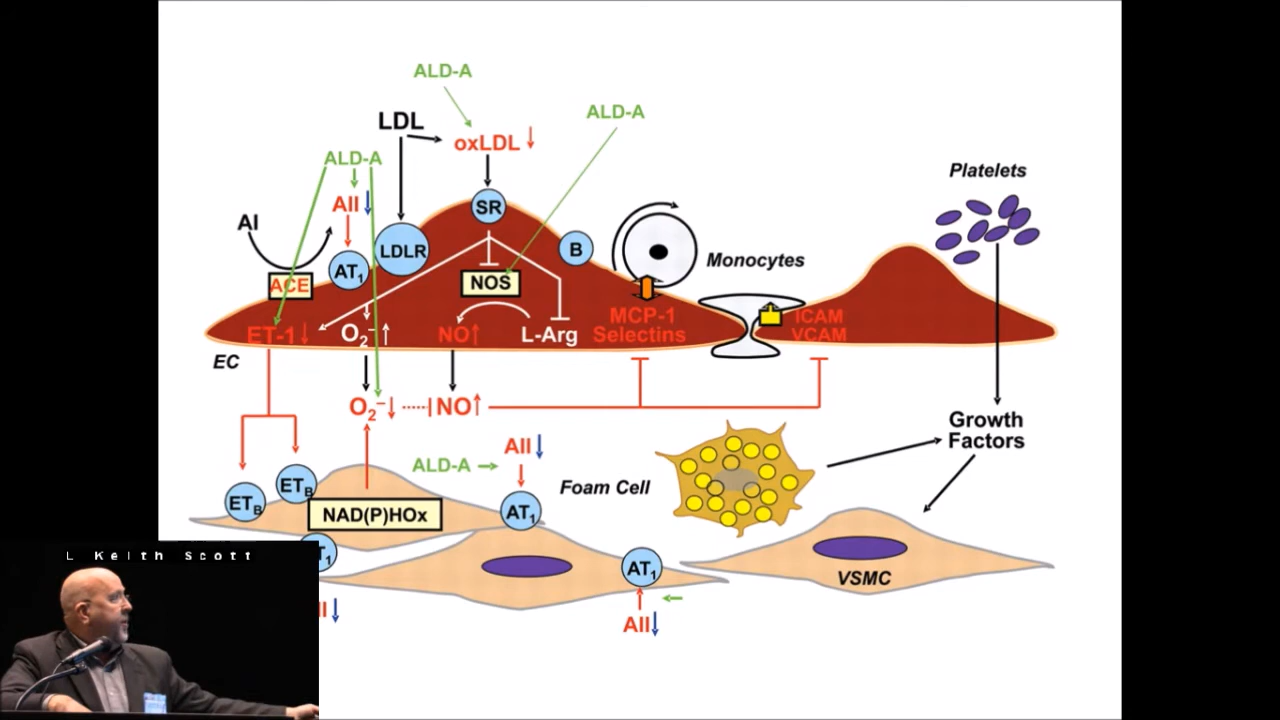 ALD-A
LDL
oxLDL ↓
ALD-A
ALD-A
AII ↓
AI
ACE
AT1
LDLR
SR
B
NOS
Monocytes
Platelets
ET-1 ↓
O2− ↑
NO ↑
L-Arg
MCP-1
Selectins
ICAM
VCAM
EC
O2− ↓
NO ↑
Growth
Factors
ALD-A
AII ↓
ETB
ETB
NAD(P)HOx
AT1
Foam Cell
AT1
VSMC
AII ↓
L Keith Scott